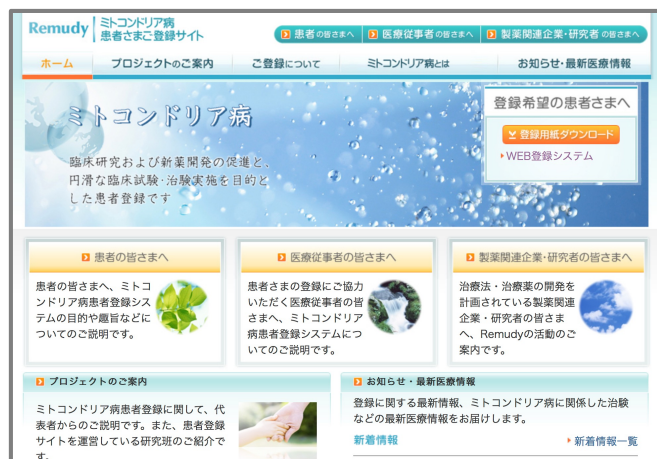 Remudy
ミトコンドリア病
患者さまご登録サイト
患者の皆さまへ
医療従事者の皆さまへ
製薬関連企業・研究者の皆さまへ
ホーム
プロジェクトのご案内
ご登録について
ミトコンドリア病とは
お知らせ・最新医療情報
ミトコンドリア病
臨床研究および新薬開発の促進と、
円滑な臨床試験・治験実施を目的と
した患者登録です
登録希望の患者さまへ
登録用紙ダウンロード
WEB登録システム
患者の皆さまへ
患者の皆さまへ、ミトコ
ンドリア病患者登録シス
テムの目的や趣旨などに
ついてのご説明です。
医療従事者の皆さまへ
患者さまの登録にご協力
いただく医療従事者の皆
さまへ、ミトコンドリア
病患者登録システムにつ
いてのご説明です。
製薬関連企業・研究者の皆さまへ
治療法・治療薬の開発を
計画されている製薬関連
企業・研究者の皆さま
へ、Remudyの活動のご
案内です。
プロジェクトのご案内
ミトコンドリア病患者登録に関して、代
表者からのご説明です。また、患者登録
サイトを運営している研究班のご紹介で
す。
お知らせ・最新医療情報
登録に関する最新情報、ミトコンドリア病に関係した治験
などの最新医療情報をお届けします。
新着情報
新着情報一覧